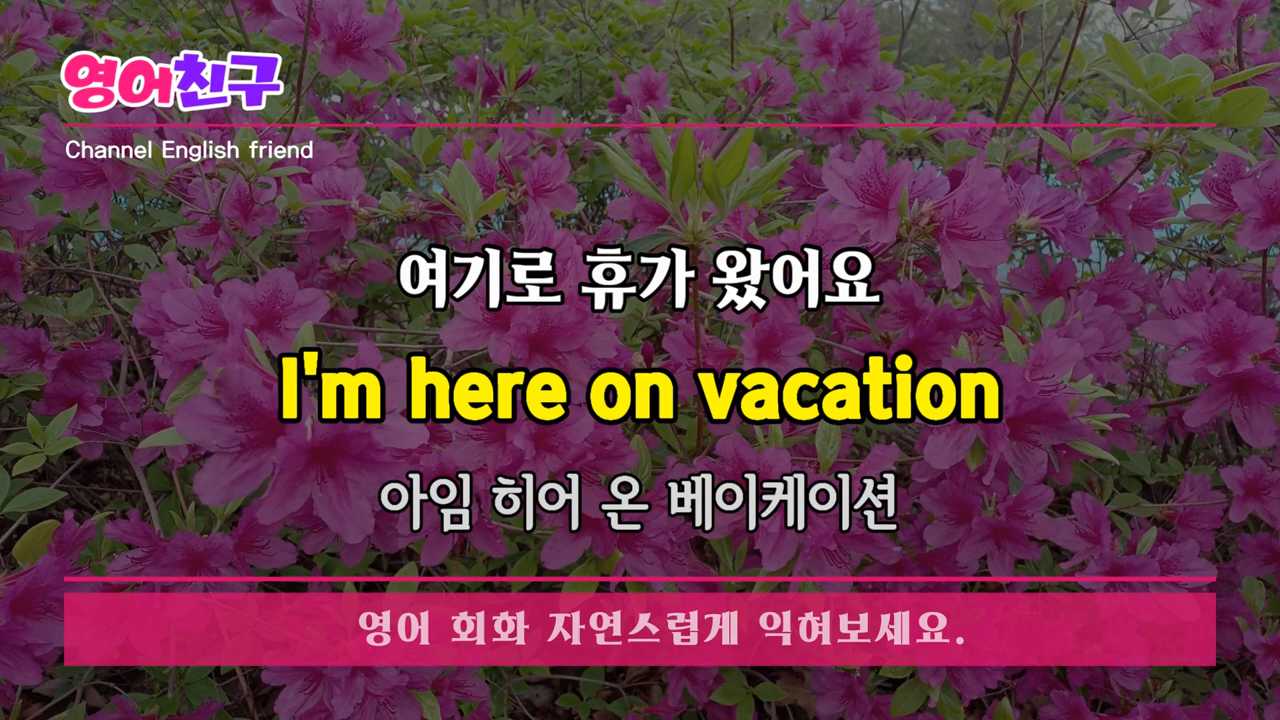 영어친구
Channel English friend
여기로 휴가 왔어요
I'm here on vacation
아임 히어 온 베이케이션
영어 회화 자연스럽게 익혀보세요.